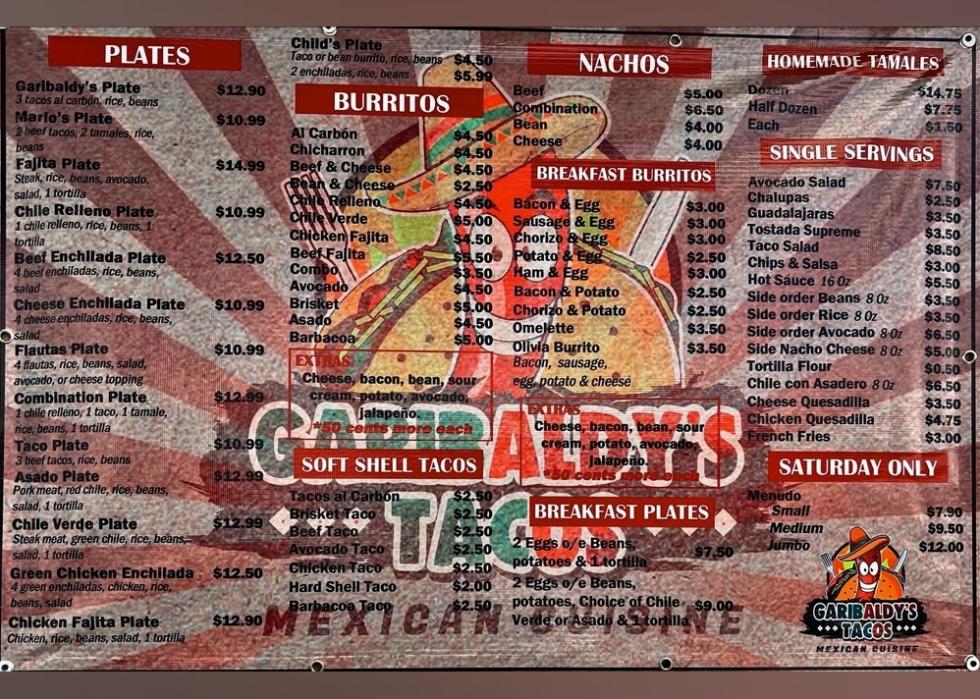 PLATES
Garibaldy's Plate $12.90
3 tacos al carbón, rice, beans
Mario's Plate $10.99
2 beef tacos, 2 tamales, rice,
beans
Fajita Plate $14.99
Steak, rice, beans, avocado,
salad, 1 tortilla
Chile Relleno Plate $10.99
1 chile relleno, rice, beans, 1
tortilla
Beef Enchilada Plate $12.50
4 beef enchiladas, rice, beans,
salad
Cheese Enchilada Plate $10.99
4 cheese enchiladas, rice, beans,
salad
Flautas Plate $10.99
4 flautas, rice, beans, salad,
avocado, or cheese topping
Combination Plate $12.99
1 chile relleno, 1 taco, 1 tamale,
rice, beans, 1 tortilla
Taco Plate $10.99
3 beef tacos, rice, beans
Asado Plate $12.99
Pork meat, red chile, rice, beans,
salad, 1 tortilla
Chile Verde Plate $12.99
Steak meat, green chile, rice, beans,
salad, 1 tortilla
Green Chicken Enchilada $12.50
4 green enchiladas, chicken, rice,
beans, salad
Chicken Fajita Plate $12.90
Chicken, rice, beans, salad, 1 tortilla
Child's Plate
Taco or bean burrito, rice, beans $4.50
2 enchiladas, rice, beans $5.99
BURRITOS
Al Carbón $4.50
Chicharron $4.50
Beef & Cheese $4.50
Bean & Cheese $2.50
Chile Relleno $4.50
Chile Verde $5.00
Chicken Fajita $4.50
Beef Fajita $5.50
Combo $3.50
Avocado $4.50
Brisket $5.00
Asado $4.50
Barbacoa $5.00
EXTRAS
Cheese, bacon, bean, sour
cream, potato, avocado,
jalapeño.
*50 cents more each
SOFT SHELL TACOS
Tacos al Carbón $2.50
Brisket Taco $2.50
Beef Taco $2.50
Avocado Taco $2.50
Chicken Taco $2.50
Hard Shell Taco $2.00
Barbacoa Taco $2.50
NACHOS
Beef $5.00
Combination $6.50
Bean $4.00
Cheese $4.00
BREAKFAST BURRITOS
Bacon & Egg $3.00
Sausage & Egg $3.00
Chorizo & Egg $3.00
Potato & Egg $2.50
Ham & Egg $3.00
Bacon & Potato $2.50
Chorizo & Potato $2.50
Omelette $3.50
Olivia Burrito $3.50
Bacon, sausage,
egg, potato & cheese
EXTRAS
Cheese, bacon, bean, sour
cream, potato, avocado,
jalapeño.
*50 cents more each
BREAKFAST PLATES
2 Eggs o/e Beans,
potatoes & 1 tortilla $7.50
2 Eggs o/e Beans,
potatoes, Choice of Chile
Verde or Asado & 1 tortilla $9.00
HOMEMADE TAMALES
Dozen $14.75
Half Dozen $7.75
Each $1.50
SINGLE SERVINGS
Avocado Salad $7.50
Chalupas $2.50
Guadalajaras $3.50
Tostada Supreme $3.50
Taco Salad $8.50
Chips & Salsa $3.00
Hot Sauce 16 Oz $5.50
Side order Beans 8 Oz $3.50
Side order Rice 8 Oz $3.50
Side order Avocado 8 Oz $6.50
Side Nacho Cheese 8 Oz $5.00
Tortilla Flour $0.50
Chile con Asadero 8 Oz $6.50
Cheese Quesadilla $3.50
Chicken Quesadilla $4.75
French Fries $3.00
SATURDAY ONLY
Menudo
Small $7.90
Medium $9.50
Jumbo $12.00
GARIBALDY'S
TACOS
MEXICAN CUISINE
GARIBALDY'S
TACOS
MEXICAN CUISINE